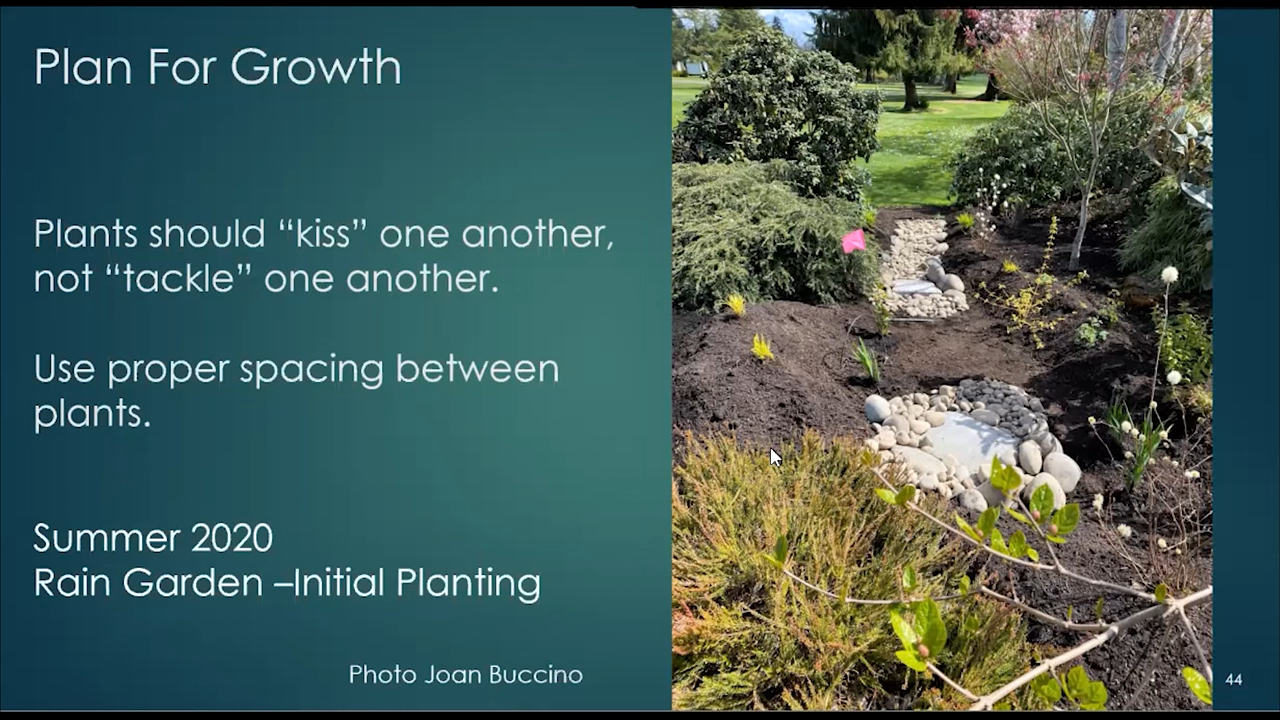 Plan For Growth
Plants should “kiss” one another,
not “tackle” one another.
Use proper spacing between
plants.
Summer 2020
Rain Garden –Initial Planting
Photo Joan Buccino
44